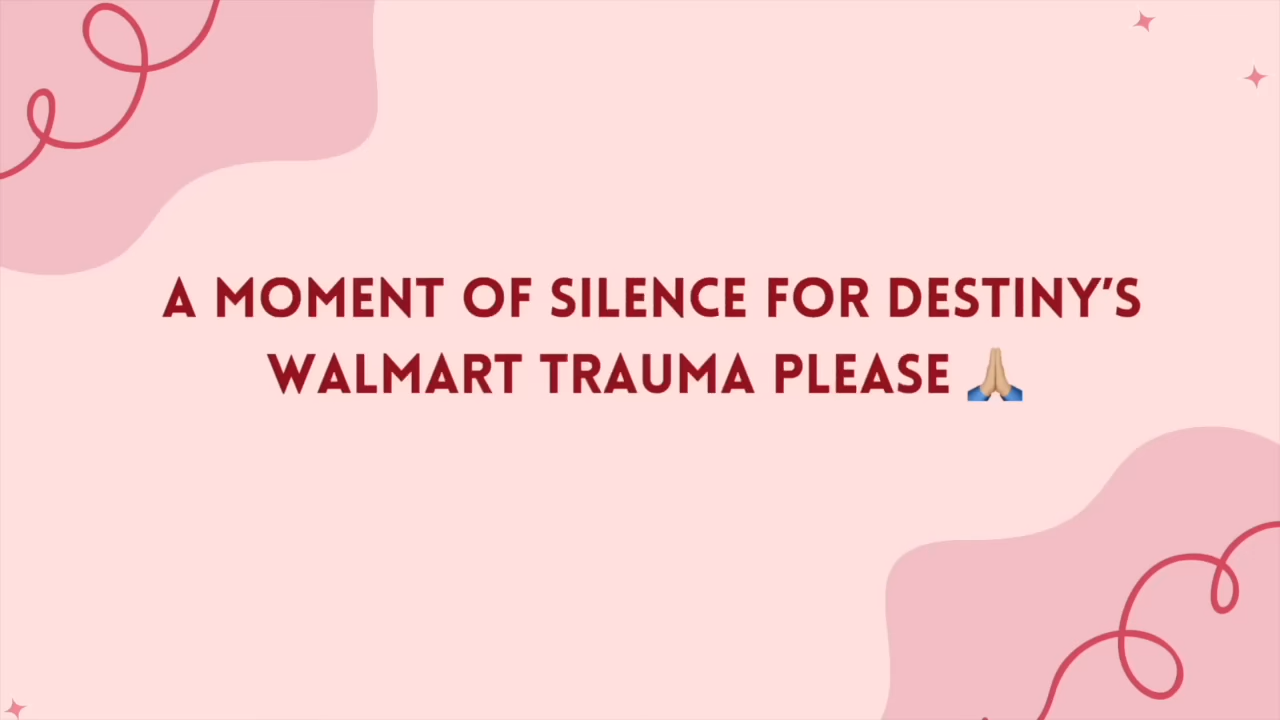 A MOMENT OF SILENCE FOR DESTINY'S
WALMART TRAUMA PLEASE 🙏🏼